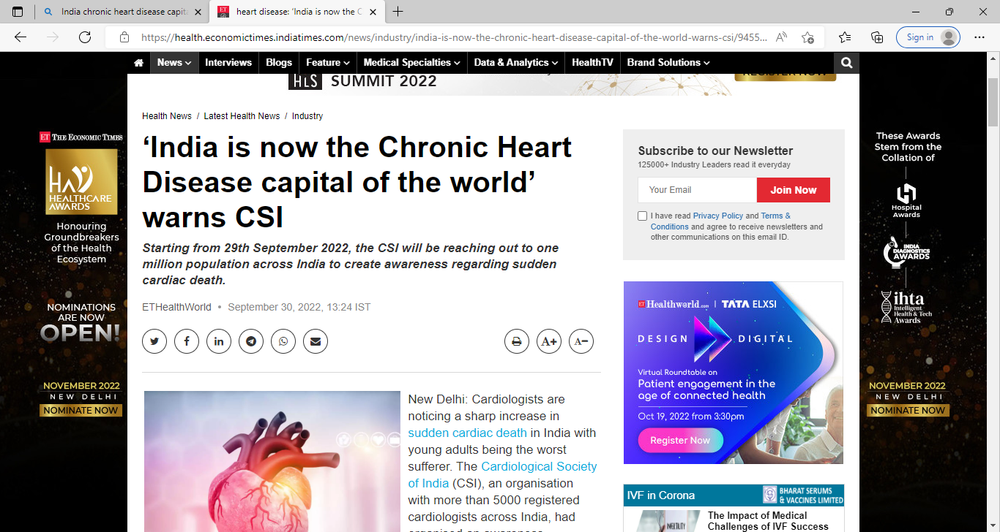 India chronic heart disease capit
heart disease: ‘India is now the C
https://health.economictimes.indiatimes.com/news/industry/india-is-now-the-chronic-heart-disease-capital-of-the-world-warns-csi/9455...
Sign in
News
Interviews
Blogs
Feature
Medical Specialties
Data & Analytics
HealthTV
Brand Solutions
HLS SUMMIT 2022
REGISTER NOW
Health News / Latest Health News / Industry
‘India is now the Chronic Heart
Disease capital of the world’
warns CSI
Starting from 29th September 2022, the CSI will be reaching out to one
million population across India to create awareness regarding sudden
cardiac death.
ETHealthWorld • September 30, 2022, 13:24 IST
A+
A-
New Delhi: Cardiologists are
noticing a sharp increase in
sudden cardiac death in India with
young adults being the worst
sufferer. The Cardiological Society
of India (CSI), an organisation
with more than 5000 registered
cardiologists across India, had
ET THE ECONOMIC TIMES
HEALTHCARE
AWARDS
Honouring
Groundbreakers
of the Health
Ecosystem
NOMINATIONS
ARE NOW
OPEN!
NOVEMBER 2022
NEW DELHI
NOMINATE NOW
Subscribe to our Newsletter
125000+ Industry Leaders read it everyday
Your Email
Join Now
I have read Privacy Policy and Terms &
Conditions and agree to receive newsletters and
other communications on this email ID.
ET Healthworld.com | TATA ELXSI
DESIGN DIGITAL
Virtual Roundtable on
Patient engagement in the
age of connected health
Oct 19, 2022 from 3:30pm
Register Now
IVF in Corona
BHARAT SERUMS
& VACCINES LIMITED
INFERTILITY
The Impact of Medical
Challenges of IVF Success
These Awards
Stem from the
Collation of
Hospital
Awards
INDIA
DIAGNOSTICS
AWARDS
ihta
Intelligent
Health & Tech
Awards
NOVEMBER 2022
NEW DELHI
NOMINATE NOW